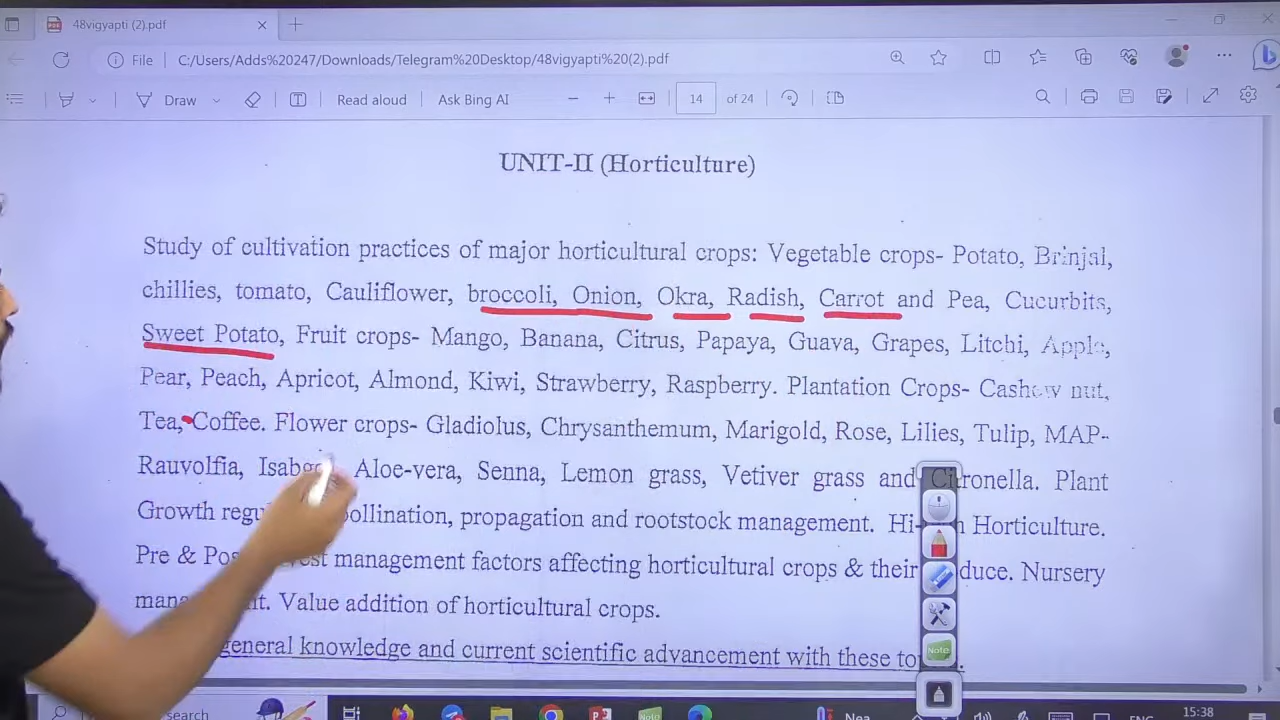 48vigyapti (2).pdf
File C:/Users/Adds%20247/Downloads/Telegram%20Desktop/48vigyapti%20(2).pdf
Draw Read aloud Ask Bing AI 14 of 24
UNIT-II (Horticulture)
Study of cultivation practices of major horticultural crops: Vegetable crops- Potato, Brinjal,
chillies, tomato, Cauliflower, broccoli, Onion, Okra, Radish, Carrot and Pea, Cucurbits,
Sweet Potato, Fruit crops- Mango, Banana, Citrus, Papaya, Guava, Grapes, Litchi, Apple,
Pear, Peach, Apricot, Almond, Kiwi, Strawberry, Raspberry. Plantation Crops- Cashew nut,
Tea, Coffee. Flower crops- Gladiolus, Chrysanthemum, Marigold, Rose, Lilies, Tulip, MAP-
Rauvolfia, Aloe-vera, Senna, Lemon grass, Vetiver grass and Citronella. Plant
Growth pollination, propagation and rootstock management. Horticulture.
Pre & management factors affecting horticultural crops & their Nursery
Value addition of horticultural crops.
general knowledge and current scientific advancement with these
Note
search
15:38